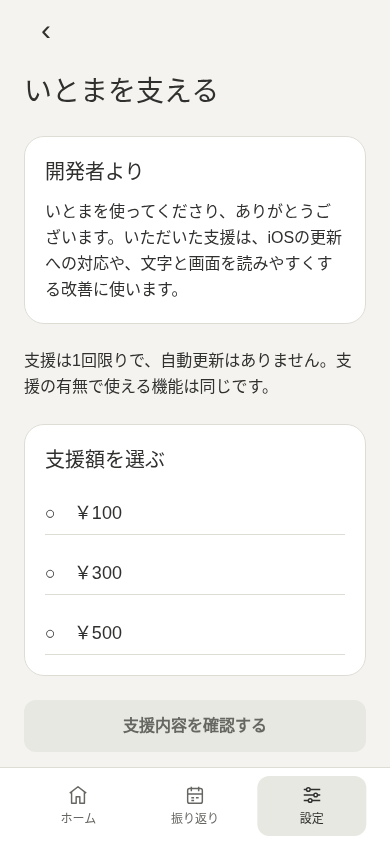 いとまを支える
開発者より
いとまを使ってくださり、ありがとうご
ざいます。いただいた支援は、iOSの更新
への対応や、文字と画面を読みやすくす
る改善に使います。
支援は1回限りで、自動更新はありません。支
援の有無で使える機能は同じです。
支援額を選ぶ
¥100
¥300
¥500
支援内容を確認する
ホーム
振り返り
設定